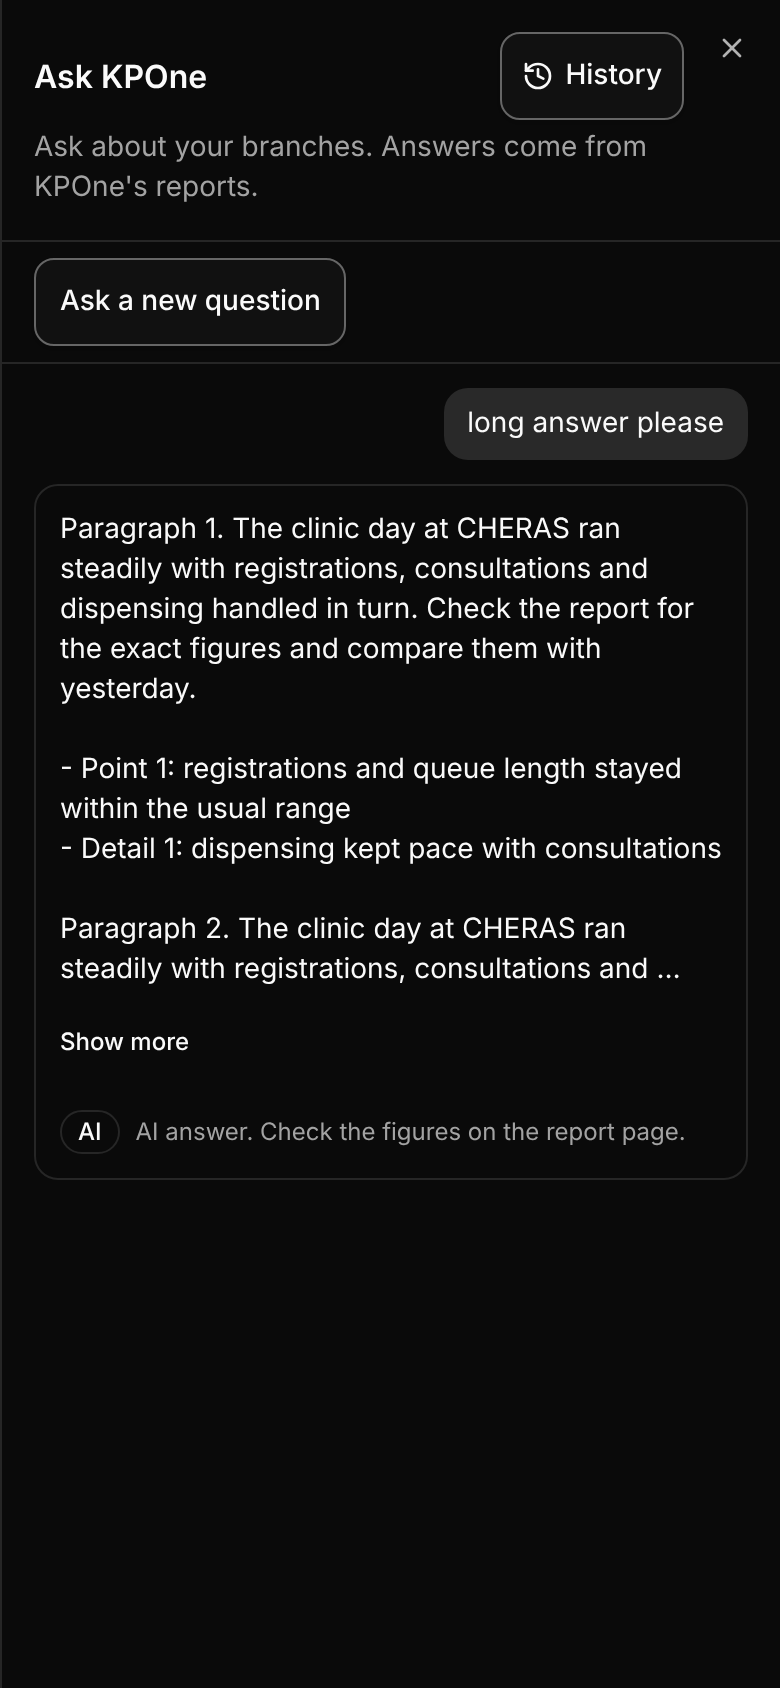 Ask KPOne
History
Ask about your branches. Answers come from
KPOne's reports.
Ask a new question
long answer please
Paragraph 1. The clinic day at CHERAS ran
steadily with registrations, consultations and
dispensing handled in turn. Check the report for
the exact figures and compare them with
yesterday.
- Point 1: registrations and queue length stayed
within the usual range
- Detail 1: dispensing kept pace with consultations
Paragraph 2. The clinic day at CHERAS ran
steadily with registrations, consultations and ...
Show more
AI
AI answer. Check the figures on the report page.